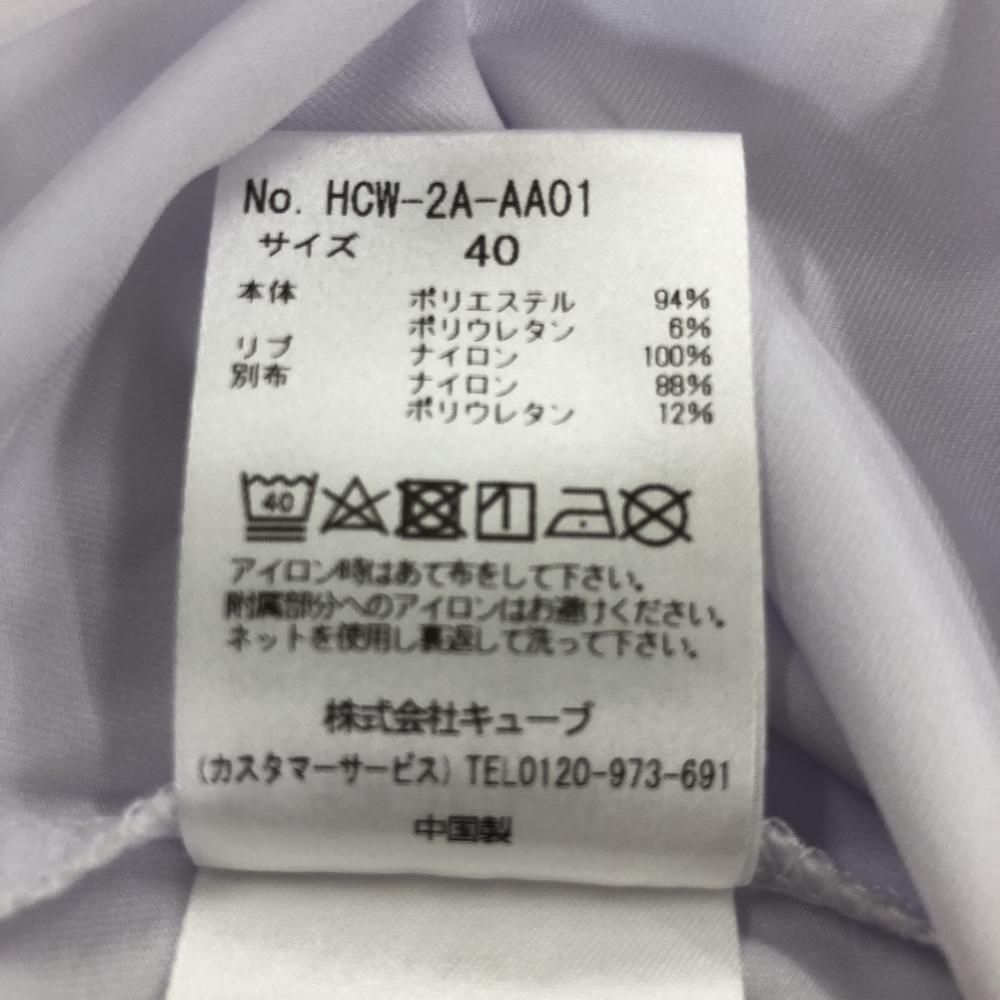 No. HCW-2A-AA01
サイズ 40
本体 ポリエステル 94%
ポリウレタン 6%
リブ ナイロン 100%
別布 ナイロン 88%
ポリウレタン 12%
40
アイロン時はあて布をして下さい。
附属部分へのアイロンはお避けください。
ネットを使用し裏返して洗って下さい。
株式会社キューブ
(カスタマーサービス) TEL0120-973-691
中国製